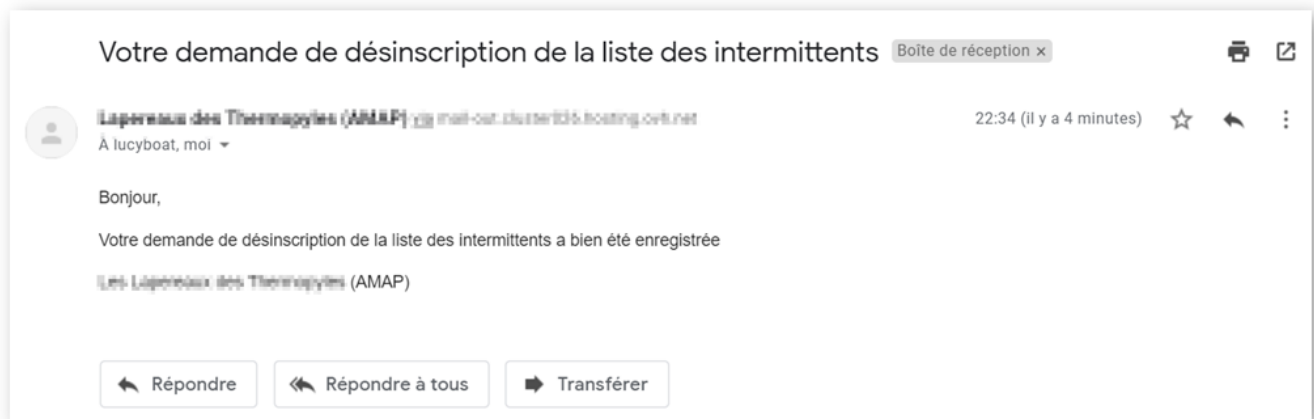 Votre demande de désinscription de la liste des intermittents Boîte de réception ×
22:34 (il y a 4 minutes)
À lucyboat, moi
Bonjour,
Votre demande de désinscription de la liste des intermittents a bien été enregistrée
(AMAP)
Répondre Répondre à tous Transférer